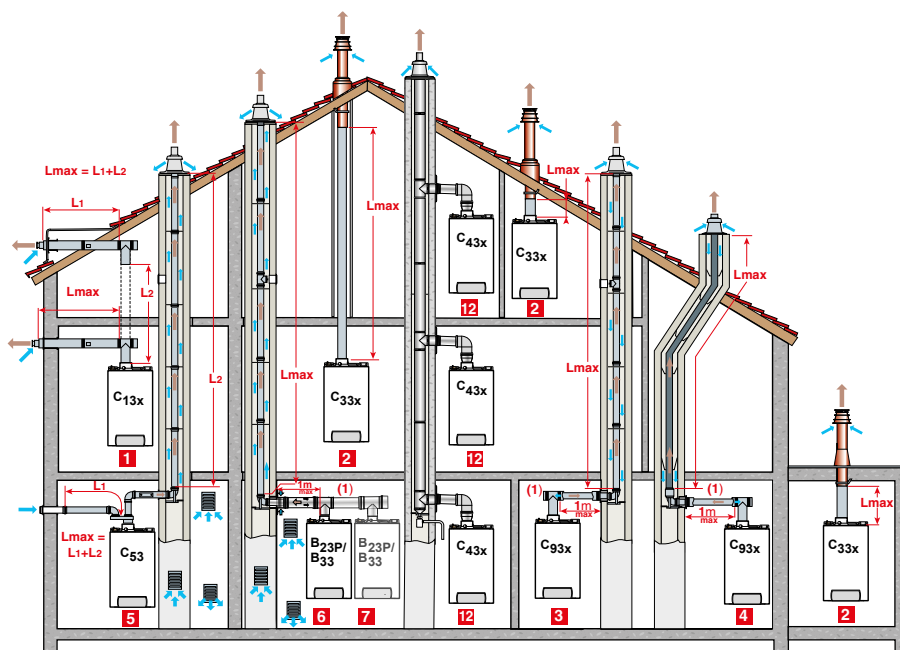 Lmax = L1+L2
L1
Lmax
L2
C13x
1
L1
Lmax =
L1+L2
C53
5
L2
Lmax
1m
max
(1)
B23P/
B33
6
B23P/
B33
7
Lmax
C33x
2
C43x
12
C43x
12
C43x
12
Lmax
C33x
2
Lmax
(1)
1m
max
C93x
3
Lmax
(1)
1m
max
C93x
4
Lmax
C33x
2